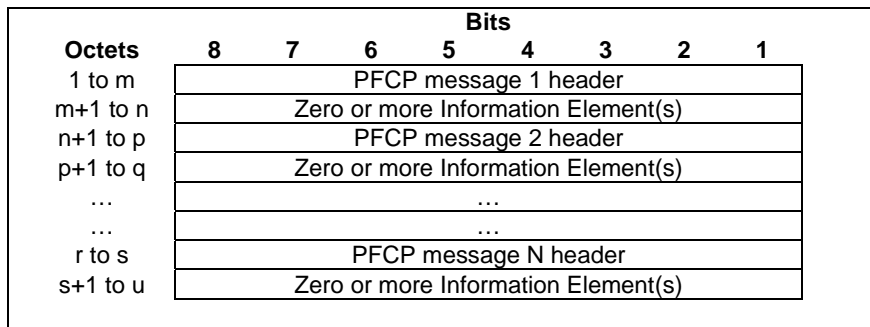 Bits
Octets 8 7 6 5 4 3 2 1
1 to m PFCP message 1 header
m+1 to n Zero or more Information Element(s)
n+1 to p PFCP message 2 header
p+1 to q Zero or more Information Element(s)
… …
… …
r to s PFCP message N header
s+1 to u Zero or more Information Element(s)